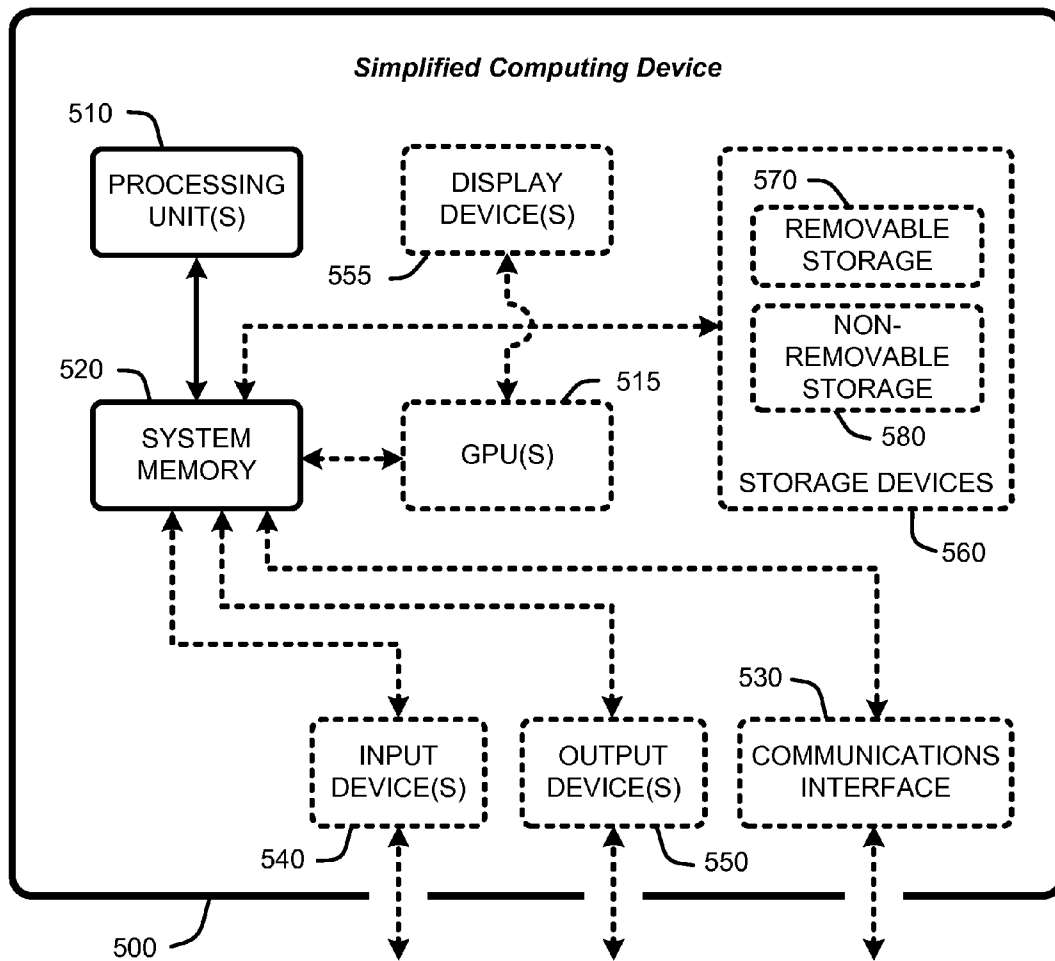 Simplified Computing Device
510
PROCESSING
UNIT(S)
DISPLAY
DEVICE(S)
555
570
REMOVABLE
STORAGE
NON-
REMOVABLE
STORAGE
580
STORAGE DEVICES
560
520
SYSTEM
MEMORY
515
GPU(S)
530
INPUT
DEVICE(S)
540
OUTPUT
DEVICE(S)
550
COMMUNICATIONS
INTERFACE
500